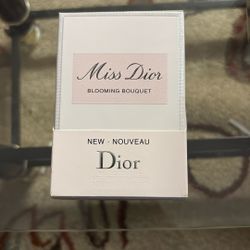 Miss Dior
BLOOMING BOUQUET
NEW · NOUVEAU
Dior